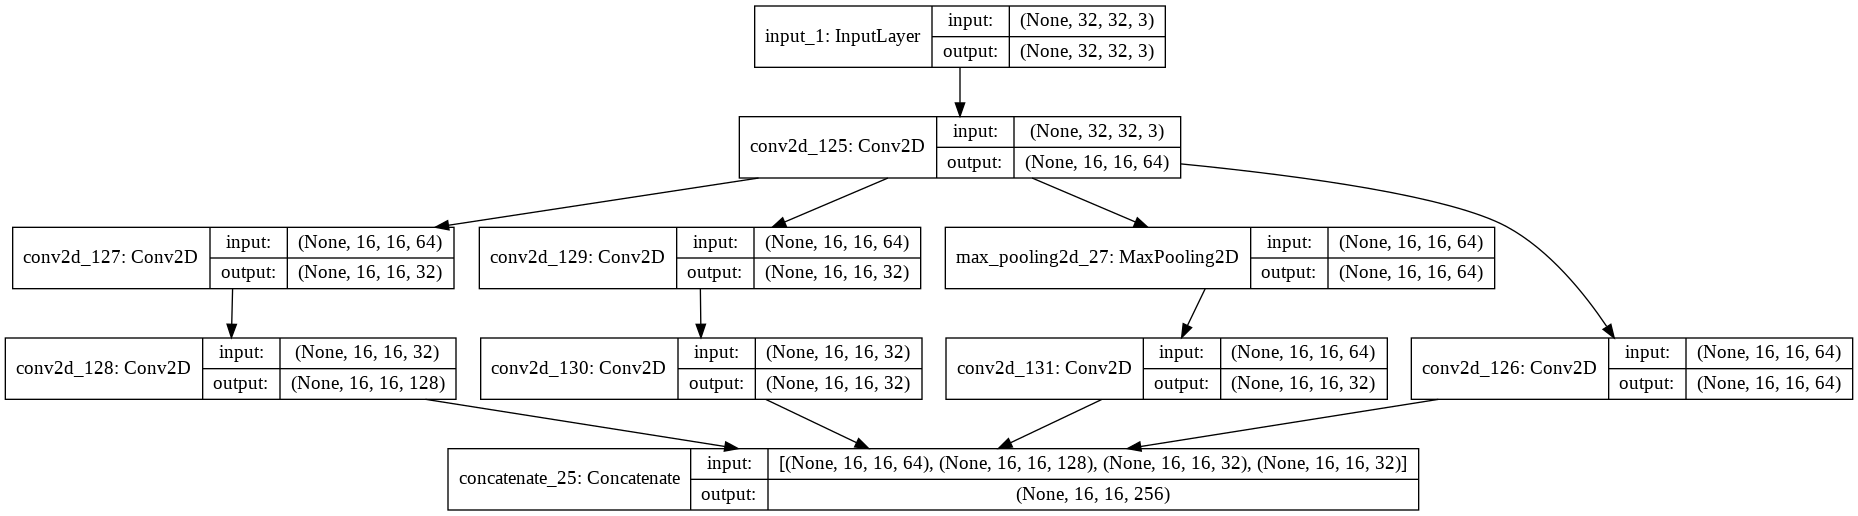 input_1: InputLayer
input:
(None, 32, 32, 3)
output:
(None, 32, 32, 3)
conv2d_125: Conv2D
input:
(None, 32, 32, 3)
output:
(None, 16, 16, 64)
conv2d_127: Conv2D
input:
(None, 16, 16, 64)
output:
(None, 16, 16, 32)
conv2d_129: Conv2D
input:
(None, 16, 16, 64)
output:
(None, 16, 16, 32)
max_pooling2d_27: MaxPooling2D
input:
(None, 16, 16, 64)
output:
(None, 16, 16, 64)
conv2d_128: Conv2D
input:
(None, 16, 16, 32)
output:
(None, 16, 16, 128)
conv2d_130: Conv2D
input:
(None, 16, 16, 32)
output:
(None, 16, 16, 32)
conv2d_131: Conv2D
input:
(None, 16, 16, 64)
output:
(None, 16, 16, 32)
conv2d_126: Conv2D
input:
(None, 16, 16, 64)
output:
(None, 16, 16, 64)
concatenate_25: Concatenate
input:
[(None, 16, 16, 64), (None, 16, 16, 128), (None, 16, 16, 32), (None, 16, 16, 32)]
output:
(None, 16, 16, 256)